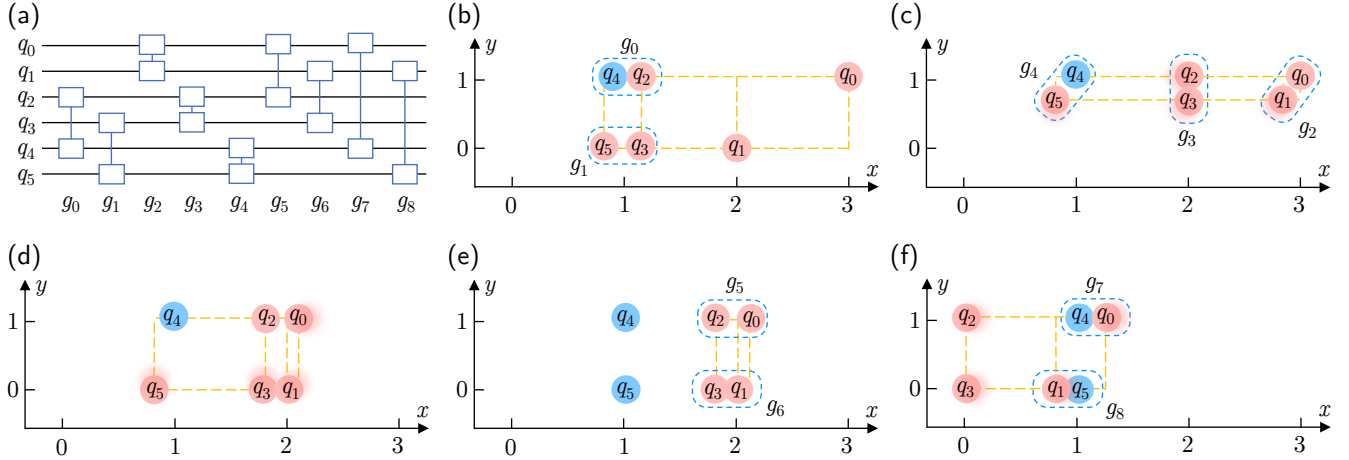 (a)
q0
q1
q2
q3
q4
q5
g0 g1 g2 g3 g4 g5 g6 g7 g8
(b)
y
g0
1
q4 q2 q0
0
q5 q3 q1
g1
x
0 1 2 3
(c)
y
g4
1
q4 q2 q0
q5 q3 q1
g3 g2
0
x
0 1 2 3
(d)
y
1
q4 q2 q0
0
q5 q3 q1
x
0 1 2 3
(e)
y
g5
1
q4 q2 q0
0
q5 q3 q1
g6
x
0 1 2 3
(f)
y
g7
1
q2 q4 q0
0
q3 q1 q5
g8
x
0 1 2 3